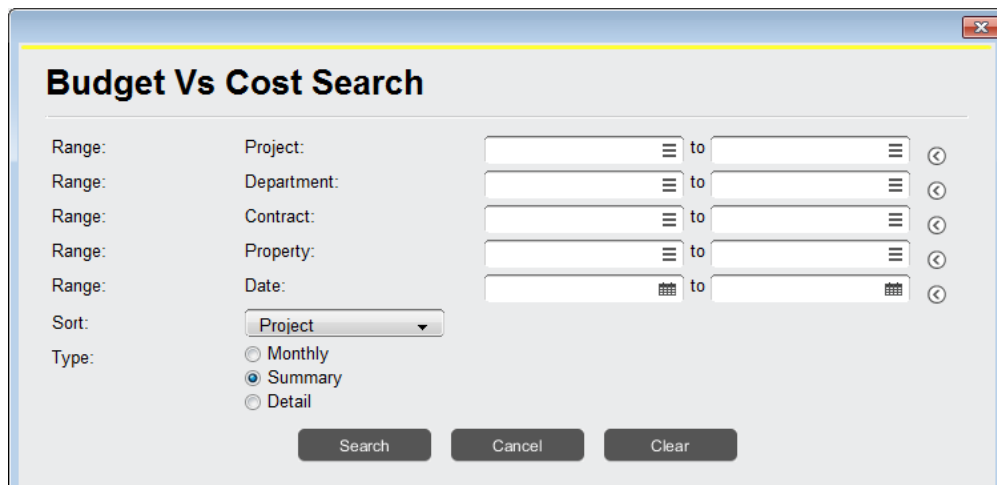 Budget Vs Cost Search
Range: Project: to
Range: Department: to
Range: Contract: to
Range: Property: to
Range: Date: to
Sort: Project
Type: Monthly
Summary
Detail
Search Cancel Clear